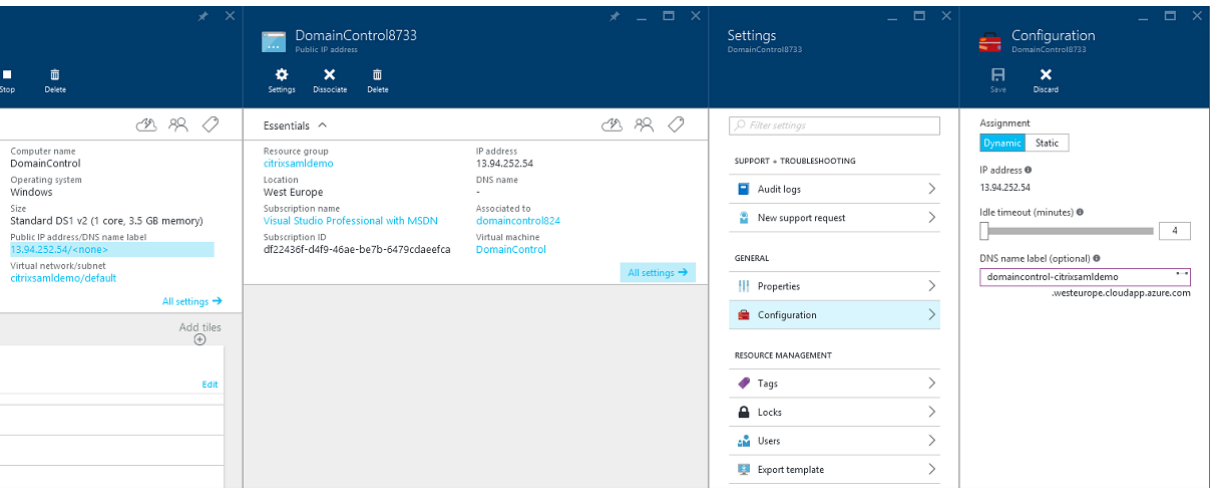 Stop
Delete
Computer name
DomainControl
Operating system
Windows
Size
Standard DS1 v2 (1 core, 3.5 GB memory)
Public IP address/DNS name label
13.94.252.54/<none>
Virtual network/subnet
citrixsamldemo/default
All settings →
Add tiles
Edit
DomainControl8733
Public IP address
Settings
Dissociate
Delete
Essentials
Resource group
citrixsamldemo
Location
West Europe
Subscription name
Visual Studio Professional with MSDN
Subscription ID
df22436f-d4f9-46ae-be7b-6479cdaeefca
IP address
13.94.252.54
DNS name
-
Associated to
domaincontrol824
Virtual machine
DomainControl
All settings →
Settings
DomainControl8733
Filter settings
SUPPORT + TROUBLESHOOTING
Audit logs
New support request
GENERAL
Properties
Configuration
RESOURCE MANAGEMENT
Tags
Locks
Users
Export template
Configuration
DomainControl8733
Save
Discard
Assignment
Dynamic Static
IP address
13.94.252.54
Idle timeout (minutes)
4
DNS name label (optional)
domaincontrol-citrixsamldemo
.westeurope.cloudapp.azure.com